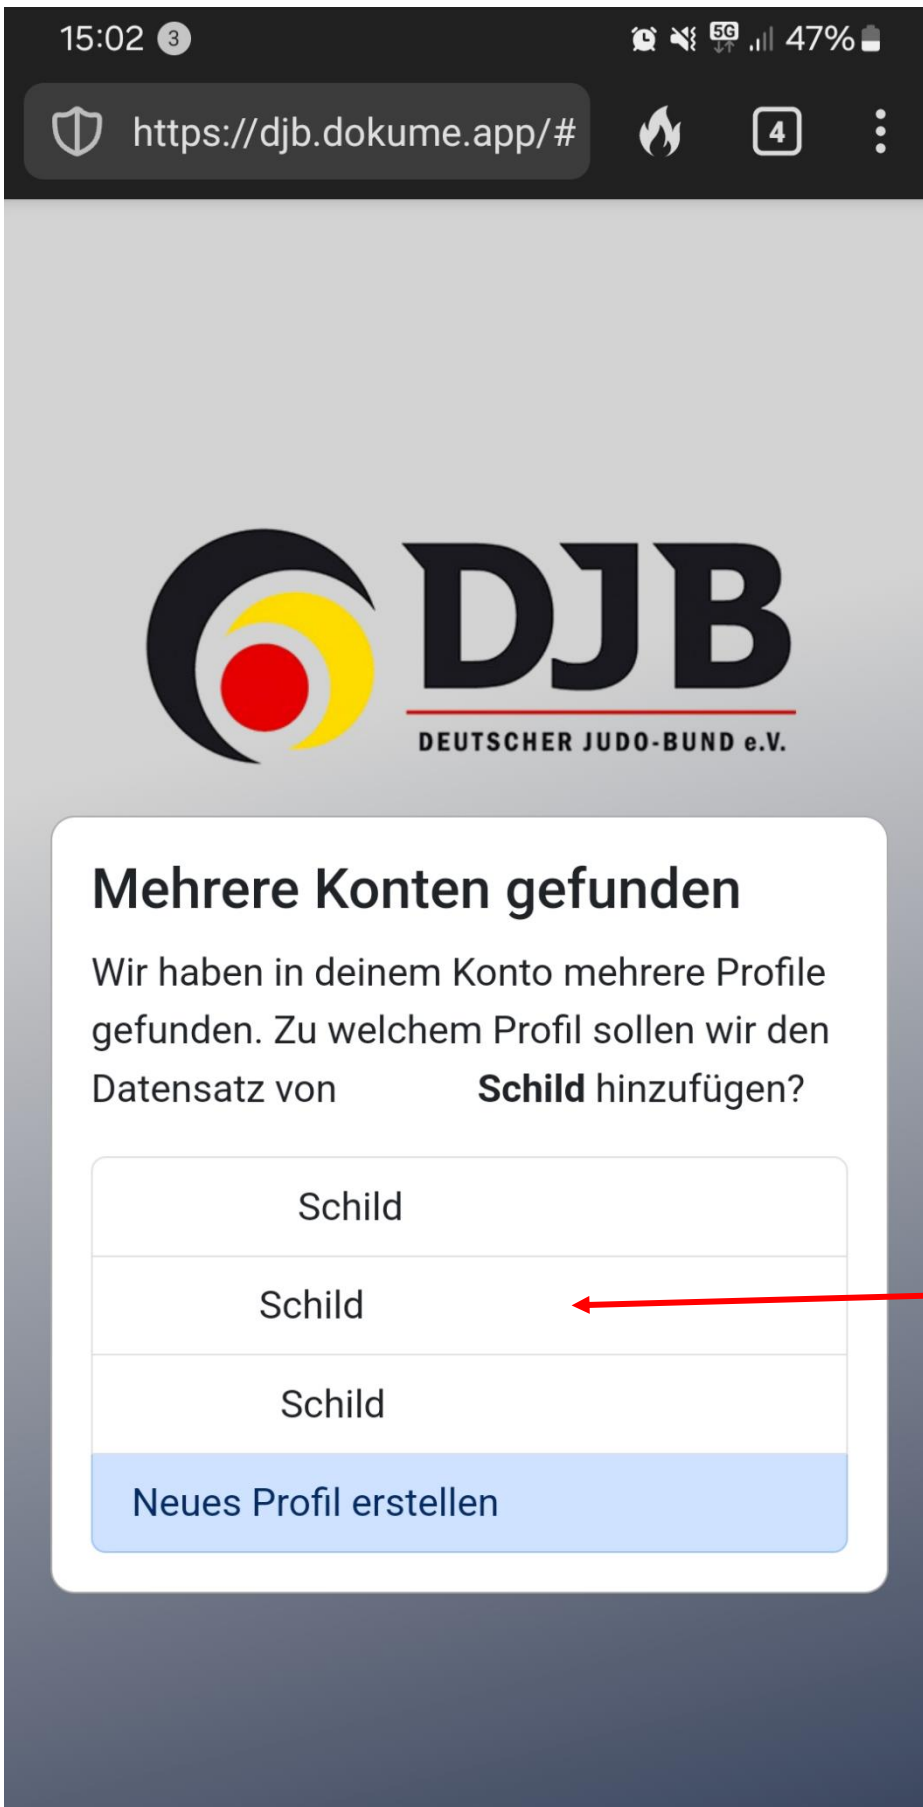 15:02 3 5G 47%
https://djb.dokume.app/# 4
DJB
DEUTSCHER JUDO-BUND e.V.
Mehrere Konten gefunden
Wir haben in deinem Konto mehrere Profile
gefunden. Zu welchem Profil sollen wir den
Datensatz von Schild hinzufügen?
Schild
Schild
Schild
Neues Profil erstellen